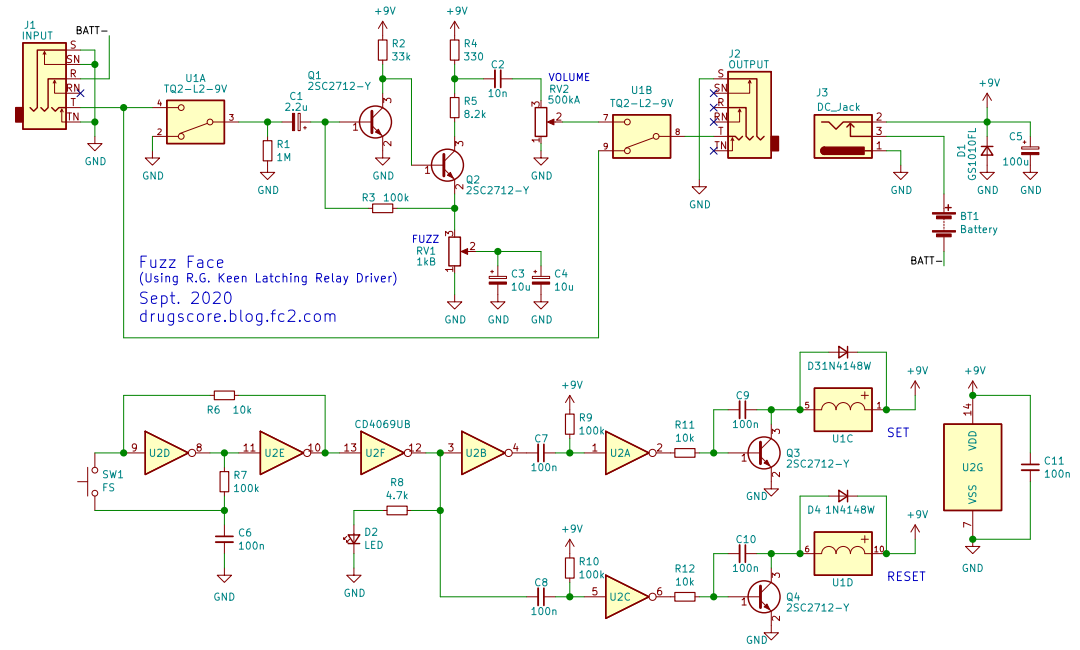 J1
INPUT
BATT-
S
SN
R
RN
T
TN
GND
U1A
TQ2-L2-9V
4
2
3
GND
R1
1M
GND
C1
2.2u
+
Q1
2SC2712-Y
1
3
2
GND
+9V
R2
33k
+9V
R4
330
R5
8.2k
C2
10n
Q2
2SC2712-Y
1
3
2
R3 100k
FUZZ
RV1
1kB
3
2
1
GND
C3
10u
+
GND
C4
10u
+
GND
VOLUME
RV2
500kA
3
2
1
GND
U1B
TQ2-L2-9V
7
9
8
J2
OUTPUT
S
SN
R
RN
T
TN
GND
J3
DC_Jack
2
3
1
GND
+9V
D1
GS1010FL
GND
C5
100u
+
GND
+
BT1
Battery
BATT-
Fuzz Face
(Using R.G. Keen Latching Relay Driver)
Sept. 2020
drugscore.blog.fc2.com
R6 10k
SW1
FS
9
U2D
8
R7
100k
C6
100n
GND
11
U2E
10
CD4069UB
13
U2F
12
R8
4.7k
D2
LED
GND
3
U2B
4
C7
100n
+9V
R9
100k
1
U2A
2
R11
10k
C9
100n
Q3
2SC2712-Y
1
3
2
GND
D3 1N4148W
5
+
1
U1C
+9V
SET
C8
100n
+9V
R10
100k
5
U2C
6
R12
10k
C10
100n
Q4
2SC2712-Y
1
3
2
GND
D4 1N4148W
6
+
10
U1D
+9V
RESET
+9V
14
VDD
U2G
VSS
7
GND
C11
100n